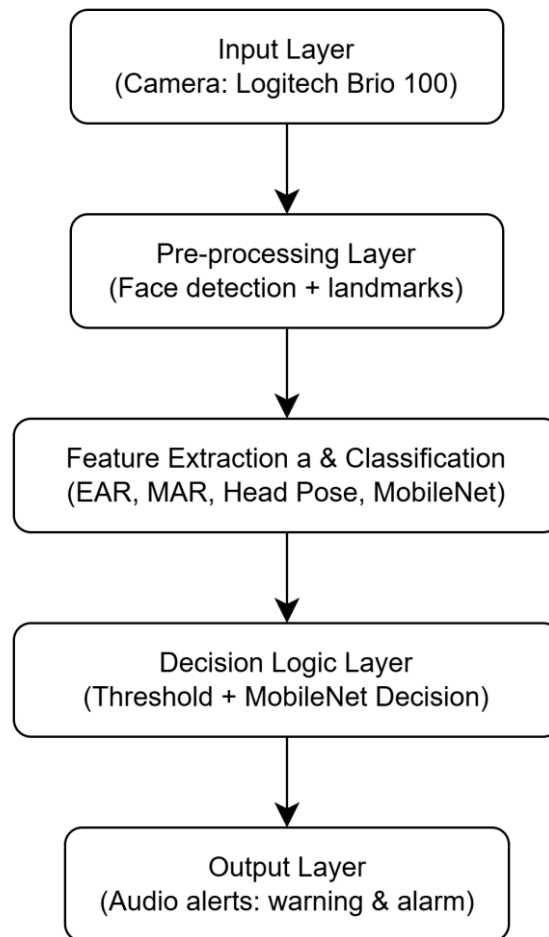 Input Layer
(Camera: Logitech Brio 100)
Pre-processing Layer
(Face detection + landmarks)
Feature Extraction a & Classification
(EAR, MAR, Head Pose, MobileNet)
Decision Logic Layer
(Threshold + MobileNet Decision)
Output Layer
(Audio alerts: warning & alarm)